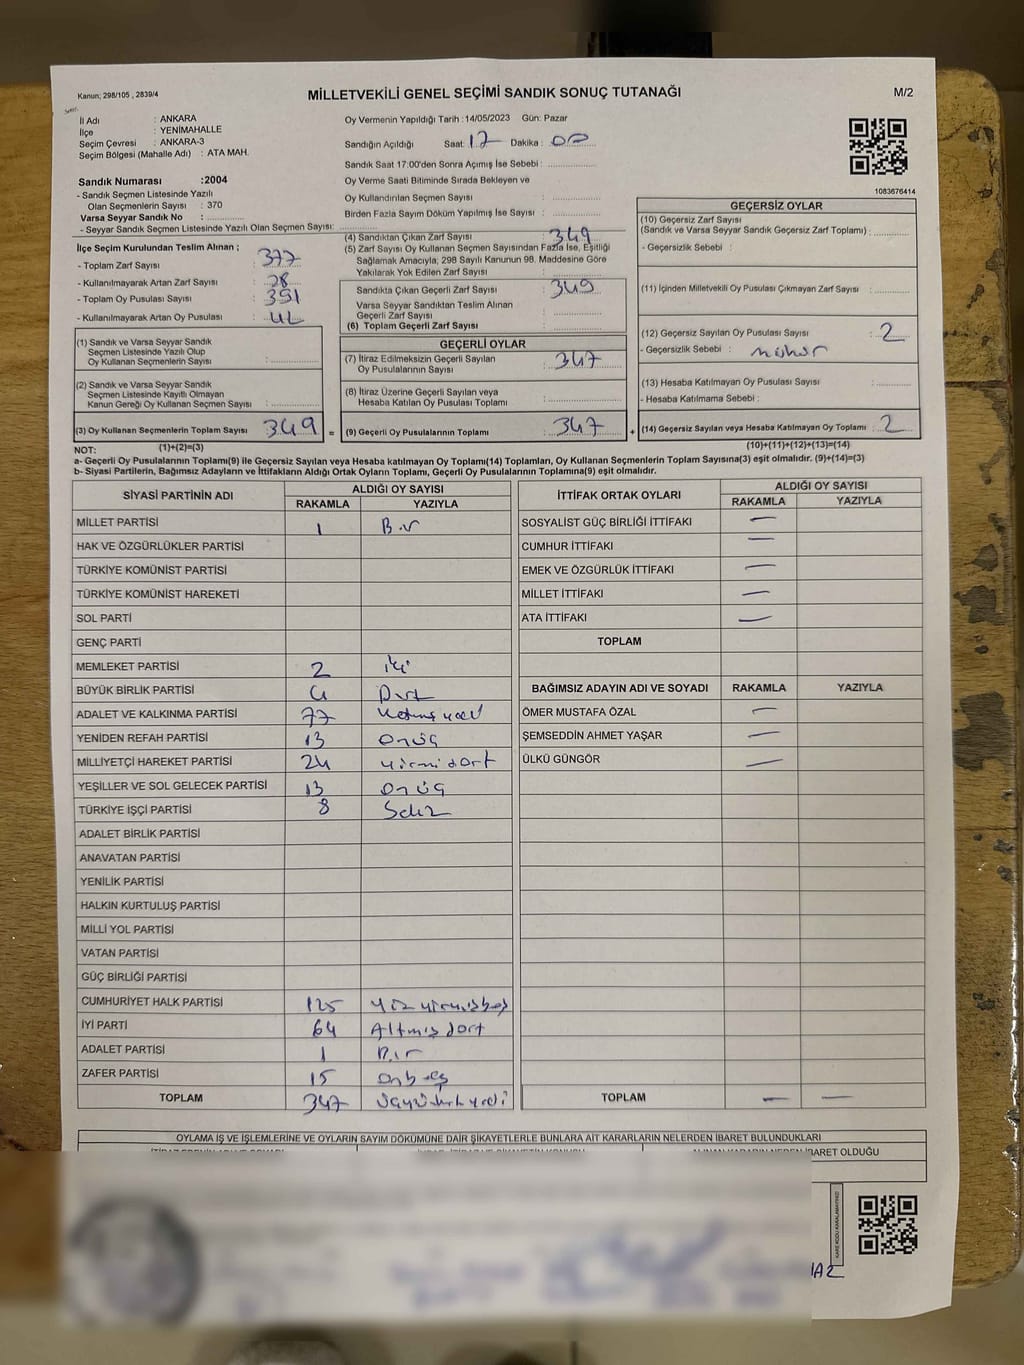 Kanun; 298/105 , 2839/4
MİLLETVEKİLİ GENEL SEÇİMİ SANDIK SONUÇ TUTANAĞI
M/2
İl Adı : ANKARA
İlçe : YENİMAHALLE
Seçim Çevresi : ANKARA-3
Seçim Bölgesi (Mahalle Adı) : ATA MAH.
Sandık Numarası :2004
- Sandık Seçmen Listesinde Yazılı
Olan Seçmenlerin Sayısı : 370
Varsa Seyyar Sandık No :
- Seyyar Sandık Seçmen Listesinde Yazılı Olan Seçmen Sayısı:
Oy Vermenin Yapıldığı Tarih :14/05/2023 Gün: Pazar
Sandığın Açıldığı Saat: 17 Dakika : 00
Sandık Saat 17:00'den Sonra Açımış İse Sebebi :
Oy Verme Saati Bitiminde Sırada Bekleyen ve
Oy Kullandırılan Seçmen Sayısı :
Birden Fazla Sayım Döküm Yapılmış İse Sayısı :
1083676414
İlçe Seçim Kurulundan Teslim Alınan ;
- Toplam Zarf Sayısı : 377
- Kullanılmayarak Artan Zarf Sayısı : 28
- Toplam Oy Pusulası Sayısı : 391
- Kullanılmayarak Artan Oy Pusulası : 42
(1) Sandık ve Varsa Seyyar Sandık
Seçmen Listesinde Yazılı Olup
Oy Kullanan Seçmenlerin Sayısı :
(2) Sandık ve Varsa Seyyar Sandık
Seçmen Listesinde Kayıtlı Olmayan
Kanun Gereği Oy Kullanan Seçmen Sayısı :
(3) Oy Kullanan Seçmenlerin Toplam Sayısı : 349 =
(1)+(2)=(3)
(4) Sandıktan Çıkan Zarf Sayısı : 349
(5) Zarf Sayısı Oy Kullanan Seçmen Sayısından Fazla İse, Eşitliği
Sağlamak Amacıyla; 298 Sayılı Kanunun 98. Maddesine Göre
Yakılarak Yok Edilen Zarf Sayısı :
Sandıkta Çıkan Geçerli Zarf Sayısı : 349
Varsa Seyyar Sandıktan Teslim Alınan
Geçerli Zarf Sayısı :
(6) Toplam Geçerli Zarf Sayısı :
GEÇERLİ OYLAR
(7) İtiraz Edilmeksizin Geçerli Sayılan
Oy Pusulalarının Sayısı : 347
(8) İtiraz Üzerine Geçerli Sayılan veya
Hesaba Katılan Oy Pusulası Toplamı :
(9) Geçerli Oy Pusulalarının Toplamı : 347 +
GEÇERSİZ OYLAR
(10) Geçersiz Zarf Sayısı
(Sandık ve Varsa Seyyar Sandık Geçersiz Zarf Toplamı) :
- Geçersizlik Sebebi :
(11) İçinden Milletvekili Oy Pusulası Çıkmayan Zarf Sayısı :
(12) Geçersiz Sayılan Oy Pusulası Sayısı : 2
- Geçersizlik Sebebi : mühür
(13) Hesaba Katılmayan Oy Pusulası Sayısı :
- Hesaba Katılmama Sebebi :
(14) Geçersiz Sayılan veya Hesaba Katılmayan Oy Toplamı : 2
(10)+(11)+(12)+(13)=(14)
NOT:
a- Geçerli Oy Pusulalarının Toplamı(9) ile Geçersiz Sayılan veya Hesaba katılmayan Oy Toplamı(14) Toplamları, Oy Kullanan Seçmenlerin Toplam Sayısına(3) eşit olmalıdır. (9)+(14)=(3)
b- Siyasi Partilerin, Bağımsız Adayların ve İttifakların Aldığı Oyların Toplamı, Geçerli Oy Pusulalarının Toplamına(9) eşit olmalıdır.
SİYASİ PARTİNİN ADI ALDIĞI OY SAYISI
RAKAMLA YAZIYLA
MİLLET PARTİSİ 1 Bir
HAK VE ÖZGÜRLÜKLER PARTİSİ
TÜRKİYE KOMÜNİST PARTİSİ
TÜRKİYE KOMÜNİST HAREKETİ
SOL PARTİ
GENÇ PARTİ
MEMLEKET PARTİSİ 2 iki
BÜYÜK BİRLİK PARTİSİ 4 Dört
ADALET VE KALKINMA PARTİSİ 77 Yetmiş yedi
YENİDEN REFAH PARTİSİ 13 onüç
MİLLİYETÇİ HAREKET PARTİSİ 24 yirmi dört
YEŞİLLER VE SOL GELECEK PARTİSİ 13 onüç
TÜRKİYE İŞÇİ PARTİSİ 8 Sekiz
ADALET BİRLİK PARTİSİ
ANAVATAN PARTİSİ
YENİLİK PARTİSİ
HALKIN KURTULUŞ PARTİSİ
MİLLİ YOL PARTİSİ
VATAN PARTİSİ
GÜÇ BİRLİĞİ PARTİSİ
CUMHURİYET HALK PARTİSİ 125 Yüz yirmişbeş
İYİ PARTİ 64 Altmış dört
ADALET PARTİSİ 1 Bir
ZAFER PARTİSİ 15 onbeş
TOPLAM 347 üçyüzkırkyedi
İTTİFAK ORTAK OYLARI ALDIĞI OY SAYISI
RAKAMLA YAZIYLA
SOSYALİST GÜÇ BİRLİĞİ İTTİFAKI —
CUMHUR İTTİFAKI —
EMEK VE ÖZGÜRLÜK İTTİFAKI —
MİLLET İTTİFAKI —
ATA İTTİFAKI —
TOPLAM
BAĞIMSIZ ADAYIN ADI VE SOYADI RAKAMLA YAZIYLA
ÖMER MUSTAFA ÖZAL —
ŞEMSEDDİN AHMET YAŞAR —
ÜLKÜ GÜNGÖR —
TOPLAM — —
OYLAMA İŞ VE İŞLEMLERİNE VE OYLARIN SAYIM DÖKÜMÜNE DAİR ŞİKAYETLERLE BUNLARA AİT KARARLARIN NELERDEN İBARET BULUNDUKLARI
İBARET OLDUĞU